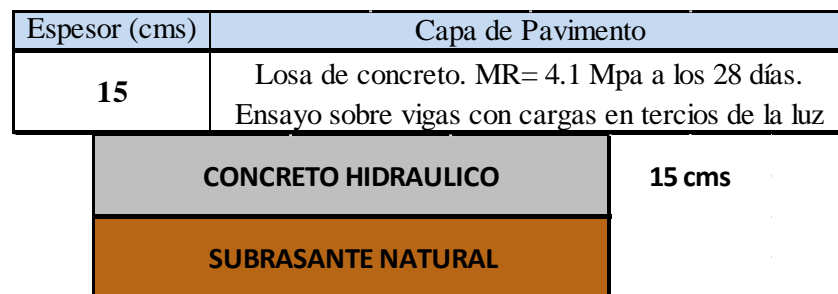 Espesor (cms) Capa de Pavimento
15 Losa de concreto. MR= 4.1 Mpa a los 28 días.
Ensayo sobre vigas con cargas en tercios de la luz
CONCRETO HIDRAULICO 15 cms
SUBRASANTE NATURAL